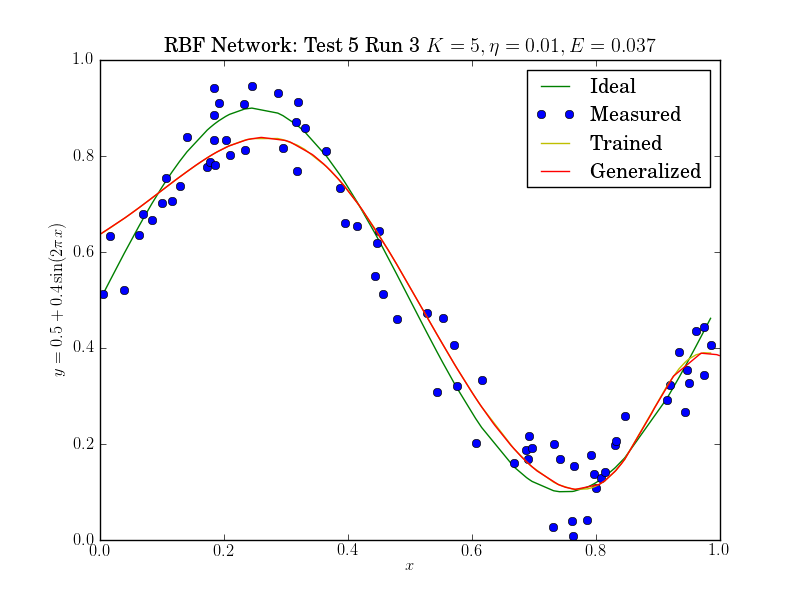 RBF Network: Test 5 Run 3 K = 5, η = 0.01, E = 0.037
1.0
0.8
0.6
0.4
0.2
0.0
y = 0.5 + 0.4 sin(2πx)
Ideal
Measured
Trained
Generalized
0.0 0.2 0.4 0.6 0.8 1.0
x